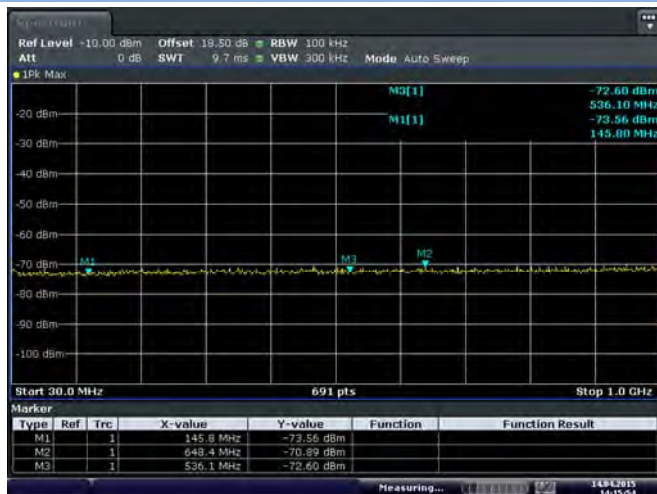 Spectrum
Ref Level -10.00 dBm Offset 18.50 dB RBW 100 kHz
Att 0 dB SWT 9.7 ms VBW 300 kHz Mode Auto Sweep
1Pk Max
M3[1] -72.60 dBm
536.10 MHz
-20 dBm
M1[1] -73.56 dBm
145.80 MHz
-30 dBm
-40 dBm
-50 dBm
-60 dBm
M1 M3 M2
-70 dBm
-80 dBm
-90 dBm
-100 dBm
Start 30.0 MHz 691 pts Stop 1.0 GHz
Marker
Type Ref Trc X-value Y-value Function Function Result
M1 1 145.8 MHz -73.56 dBm
M2 1 648.4 MHz -70.89 dBm
M3 1 536.1 MHz -72.60 dBm
Measuring... 14.04.2015
14:15:54